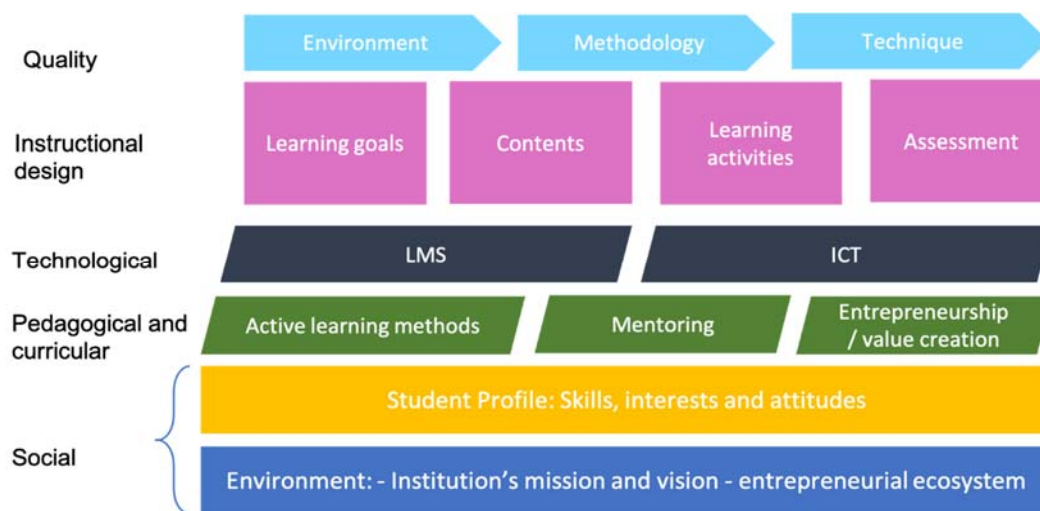 Quality
Environment
Methodology
Technique
Instructional
design
Learning goals
Contents
Learning
activities
Assessment
Technological
LMS
ICT
Pedagogical and
curricular
Active learning methods
Mentoring
Entrepreneurship
/ value creation
Social
Student Profile: Skills, interests and attitudes
Environment: - Institution's mission and vision - entrepreneurial ecosystem